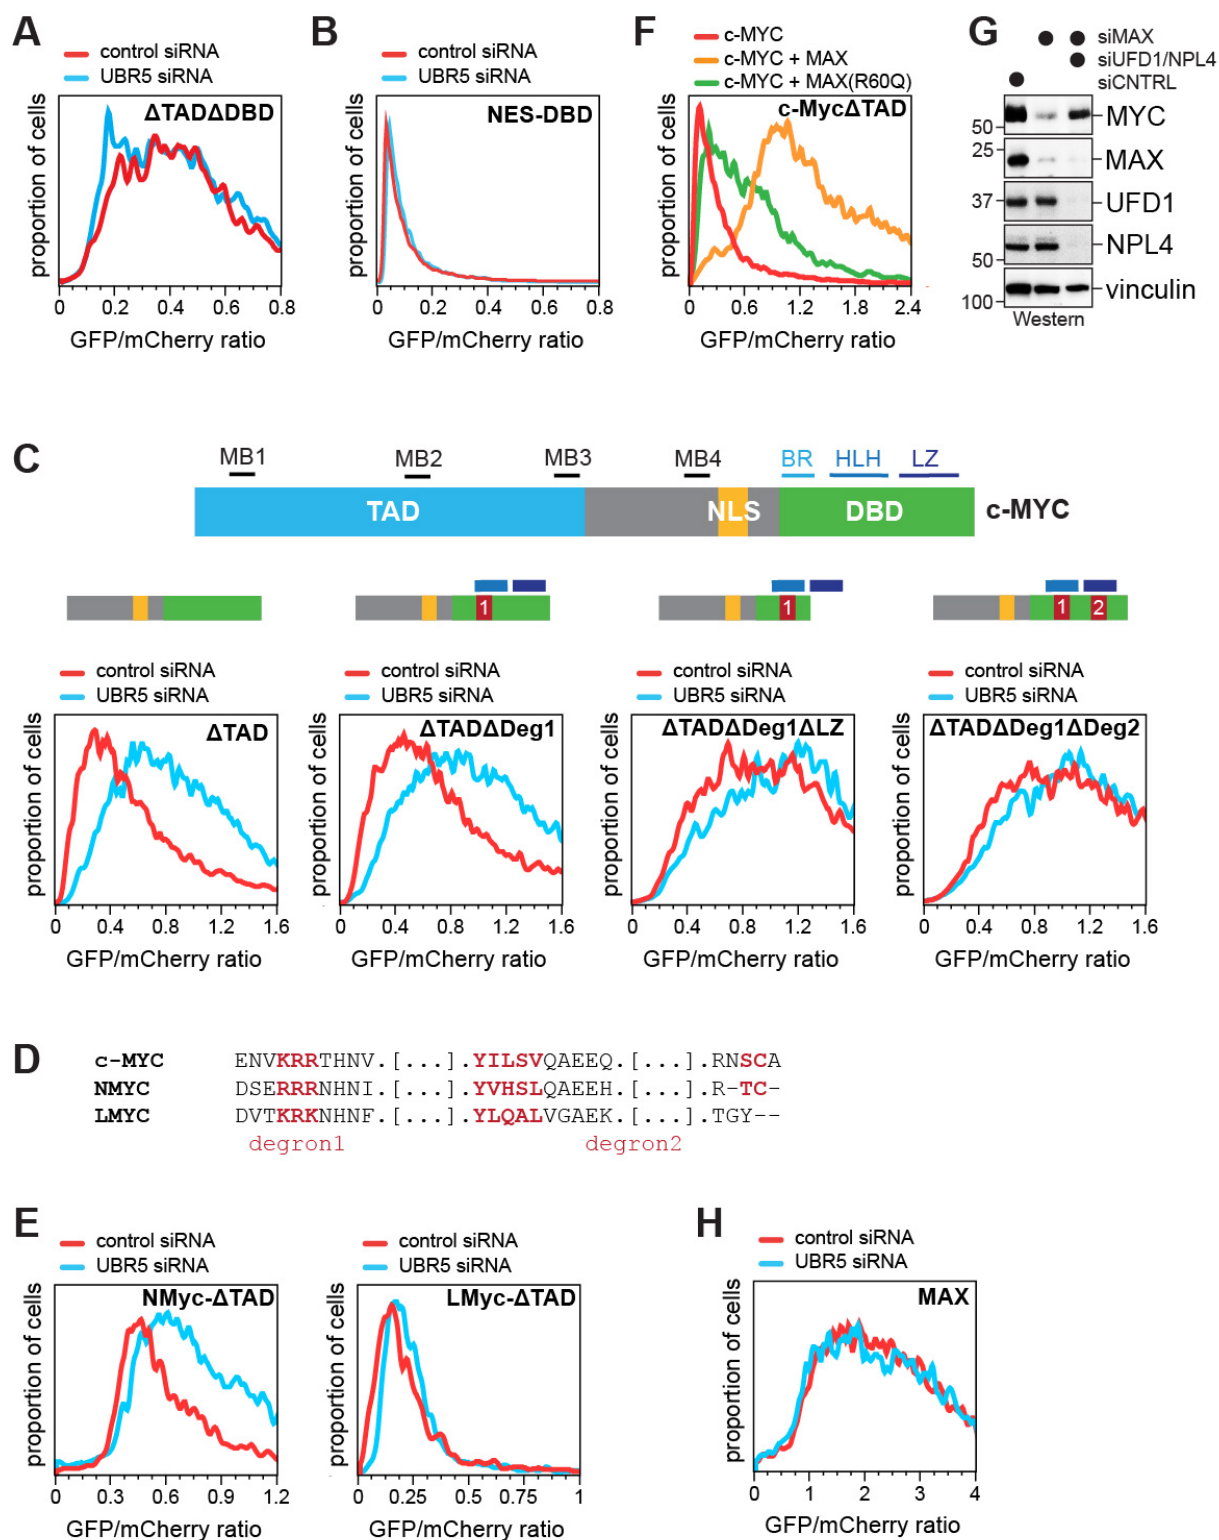 A
control siRNA
UBR5 siRNA
ΔTADΔDBD
proportion of cells
0 0.2 0.4 0.6 0.8
GFP/mCherry ratio
B
control siRNA
UBR5 siRNA
NES-DBD
proportion of cells
0 0.2 0.4 0.6 0.8
GFP/mCherry ratio
F
c-MYC
c-MYC + MAX
c-MYC + MAX(R60Q)
c-MycΔTAD
proportion of cells
0 0.6 1.2 1.8 2.4
GFP/mCherry ratio
G
siMAX
siUFD1/NPL4
siCNTRL
50 MYC
25 MAX
37 UFD1
50 NPL4
100 vinculin
Western
C
MB1 MB2 MB3 MB4 BR HLH LZ
TAD NLS DBD c-MYC
1 1 1 2
control siRNA
UBR5 siRNA
ΔTAD
proportion of cells
0 0.4 0.8 1.2 1.6
GFP/mCherry ratio
control siRNA
UBR5 siRNA
ΔTADΔDeg1
proportion of cells
0 0.4 0.8 1.2 1.6
GFP/mCherry ratio
control siRNA
UBR5 siRNA
ΔTADΔDeg1ΔLZ
proportion of cells
0 0.4 0.8 1.2 1.6
GFP/mCherry ratio
control siRNA
UBR5 siRNA
ΔTADΔDeg1ΔDeg2
proportion of cells
0 0.4 0.8 1.2 1.6
GFP/mCherry ratio
D
c-MYC ENVKRRTHNV.[...].YILSVQAEEQ.[...].RNSCA
NMYC DSERRRNHNI.[...].YVHSLQAEEH.[...].R-TC-
LMYC DVTKRKNHNF.[...].YLQALVGAEK.[...].TGY--
degron1 degron2
E
control siRNA
UBR5 siRNA
NMyc-ΔTAD
proportion of cells
0 0.3 0.6 0.9 1.2
GFP/mCherry ratio
control siRNA
UBR5 siRNA
LMyc-ΔTAD
proportion of cells
0 0.25 0.5 0.75 1
GFP/mCherry ratio
H
control siRNA
UBR5 siRNA
MAX
proportion of cells
0 1 2 3 4
GFP/mCherry ratio